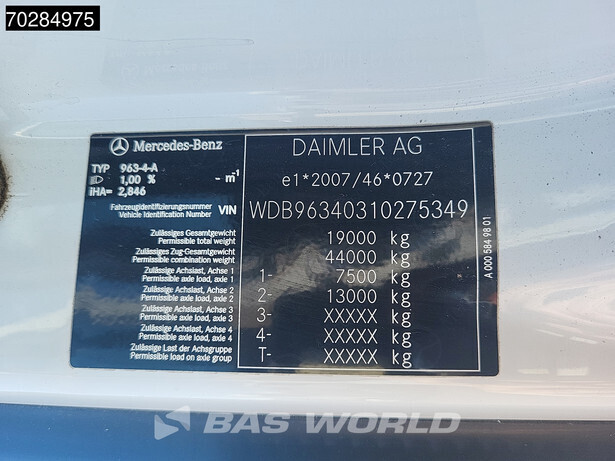 70284975
Mercedes-Benz DAIMLER AG
TYP 963-4-A
1,00 % - m-1
IHA= 2,846
e1*2007/46*0727
Fahrzeugidentifizierungsnummer
Vehicle Identification Number VIN WDB96340310275349
Zulässiges Gesamtgewicht
Permissible total weight 19000 kg
Zulässiges Zug-Gesamtgewicht
Permissible combination weight 44000 kg
Zulässige Achslast, Achse 1
Permissible axle load, axle 1 1- 7500 kg
Zulässige Achslast, Achse 2
Permissible axle load, axle 2 2- 13000 kg
Zulässige Achslast, Achse 3
Permissible axle load, axle 3 3- XXXXX kg
Zulässige Achslast, Achse 4
Permissible axle load, axle 4 4- XXXXX kg
Zulässige Last der Achsgruppe
Permissible load on axle group T- XXXXX kg
A 000 584 98 01
BAS WORLD